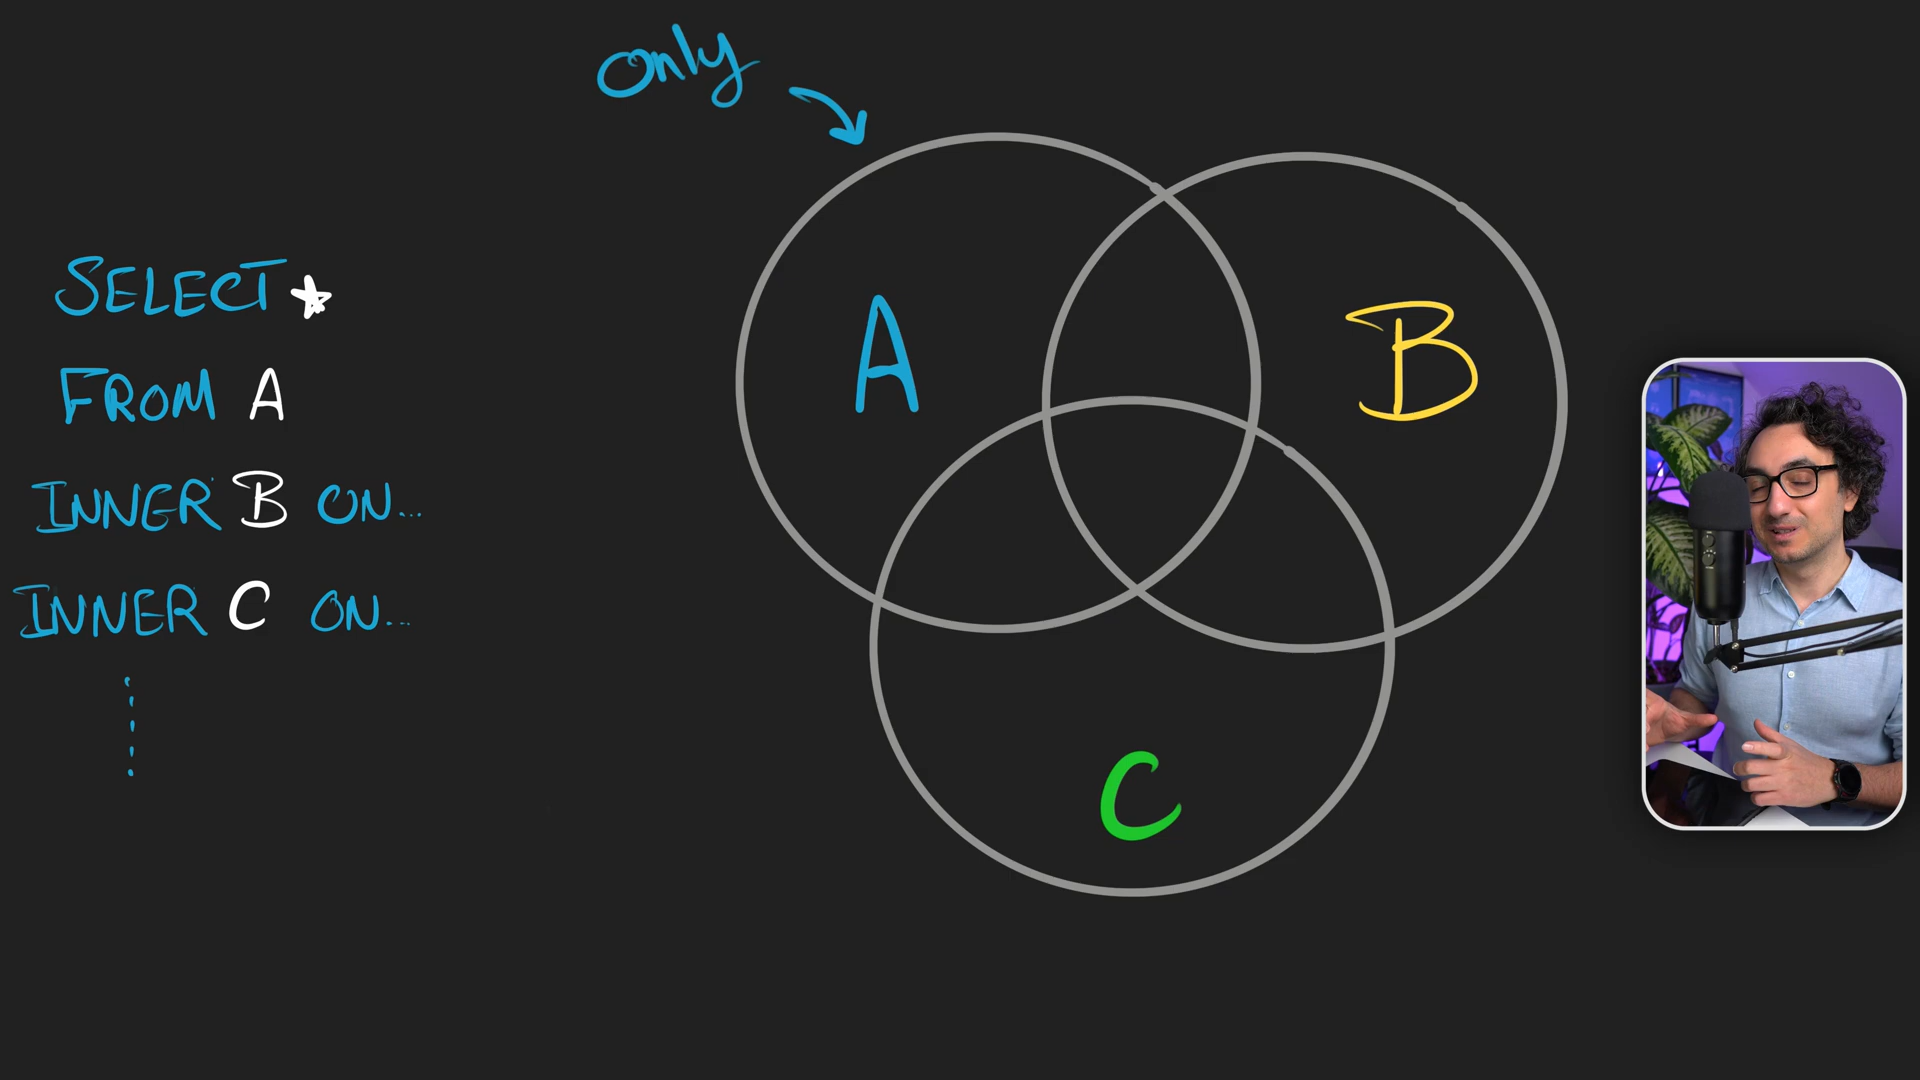 Only
SELECT *
FROM A
INNER B ON...
INNER C ON...
A
B
C